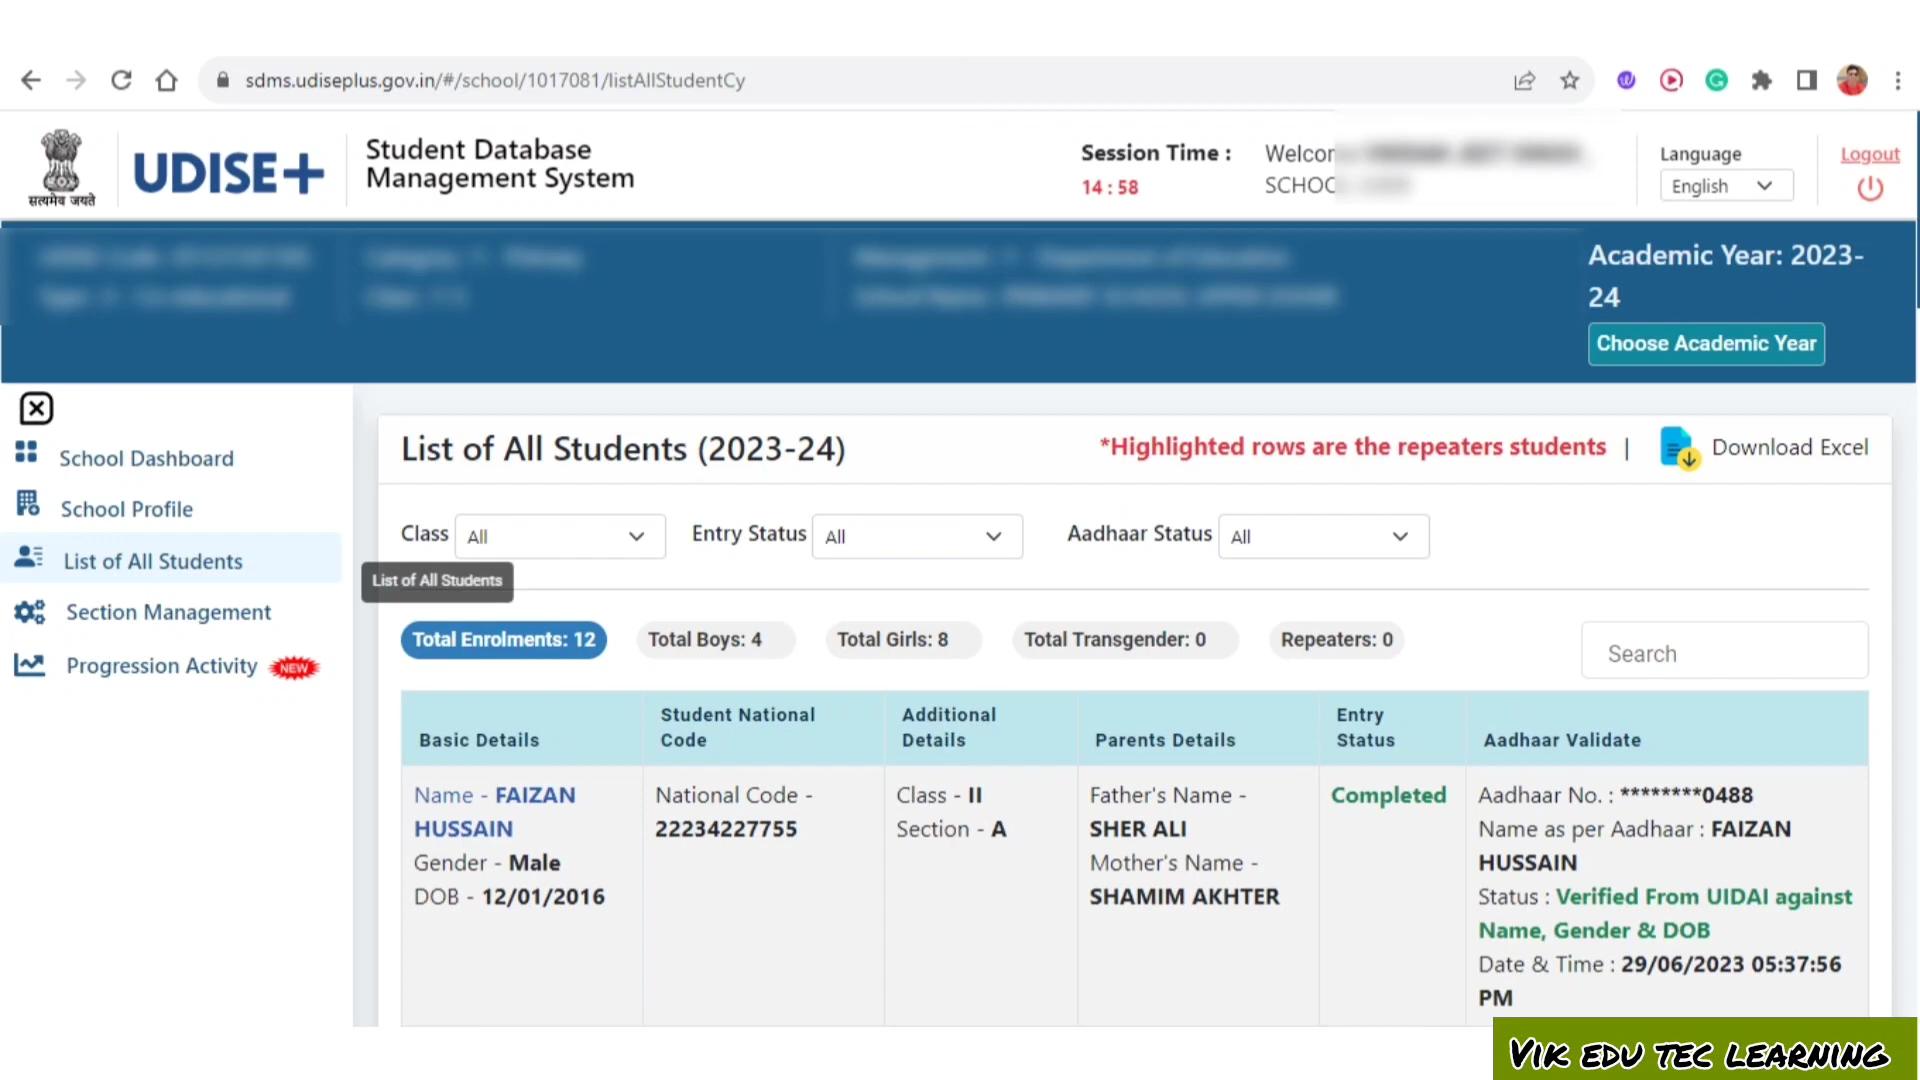 sdms.udiseplus.gov.in/#/school/1017081/listAllStudentCy
सत्यमेव जयते
UDISE+
Student Database
Management System
Session Time :
14 : 58
Language
English
Logout
Academic Year: 2023-
24
Choose Academic Year
School Dashboard
School Profile
List of All Students
Section Management
Progression Activity NEW
List of All Students (2023-24)
*Highlighted rows are the repeaters students |
Download Excel
Class All
Entry Status All
Aadhaar Status All
List of All Students
Total Enrolments: 12
Total Boys: 4
Total Girls: 8
Total Transgender: 0
Repeaters: 0
Search
Basic Details
Student National
Code
Additional
Details
Parents Details
Entry
Status
Aadhaar Validate
Name - FAIZAN
HUSSAIN
Gender - Male
DOB - 12/01/2016
National Code -
22234227755
Class - II
Section - A
Father's Name -
SHER ALI
Mother's Name -
SHAMIM AKHTER
Completed
Aadhaar No. : ********0488
Name as per Aadhaar : FAIZAN
HUSSAIN
Status : Verified From UIDAI against
Name, Gender & DOB
Date & Time : 29/06/2023 05:37:56
PM
VIK EDU TEC LEARNING